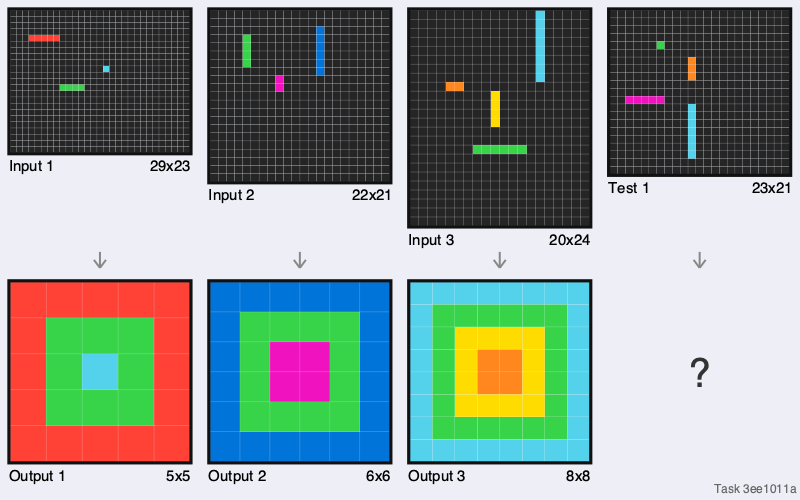 Input 1 29x23
Input 2 22x21
Input 3 20x24
Test 1 23x21
?
Output 1 5x5
Output 2 6x6
Output 3 8x8
Task 3ee1011a